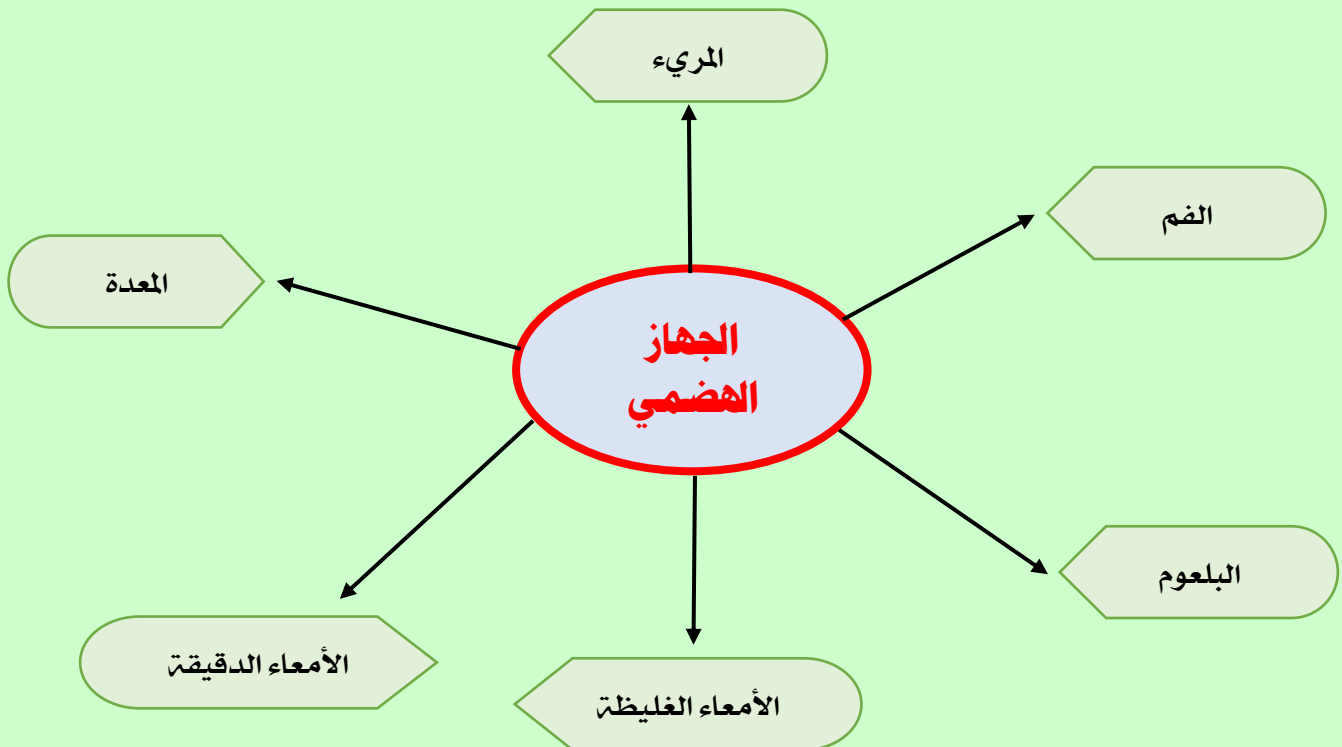 المريء
الفم
المعدة
الجهاز
الهضمي
البلعوم
الأمعاء الدقيقة
الأمعاء الغليظة